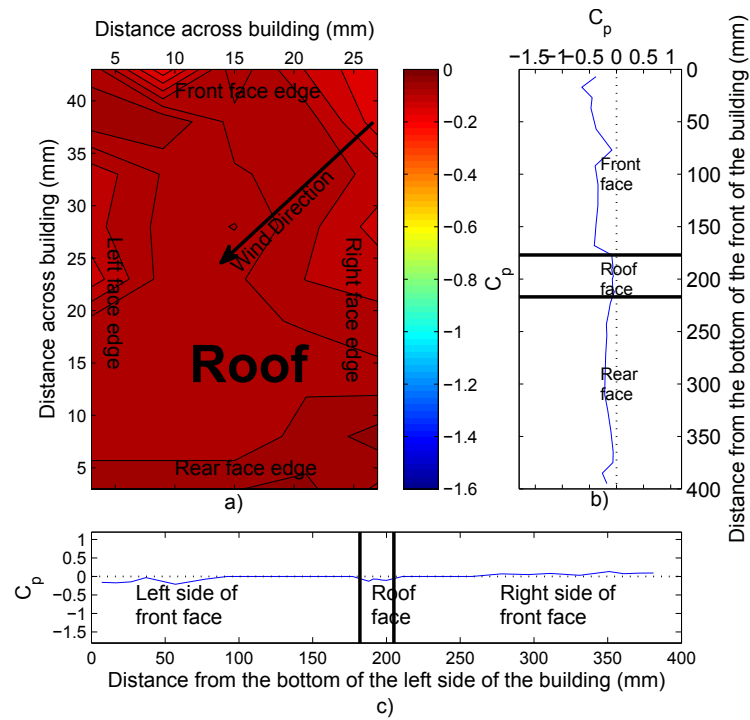 Distance across building (mm)
5 10 15 20 25
Distance across building (mm)
40
35
30
25
20
15
10
5
Front face edge
Wind Direction
Left face edge
Right face edge
Roof
Rear face edge
a)
0
−0.2
−0.4
−0.6
−0.8
−1
−1.2
−1.4
−1.6
Cp
Cp
−1.5 −1 −0.5 0 0.5 1
0
50
100
150
200
250
300
350
400
Distance from the bottom of the front of the building (mm)
Front
face
Roof
face
Rear
face
b)
Cp
1
0.5
0
−0.5
−1
−1.5
Left side of
front face
Roof
face
Right side of
front face
0 50 100 150 200 250 300 350 400
Distance from the bottom of the left side of the building (mm)
c)